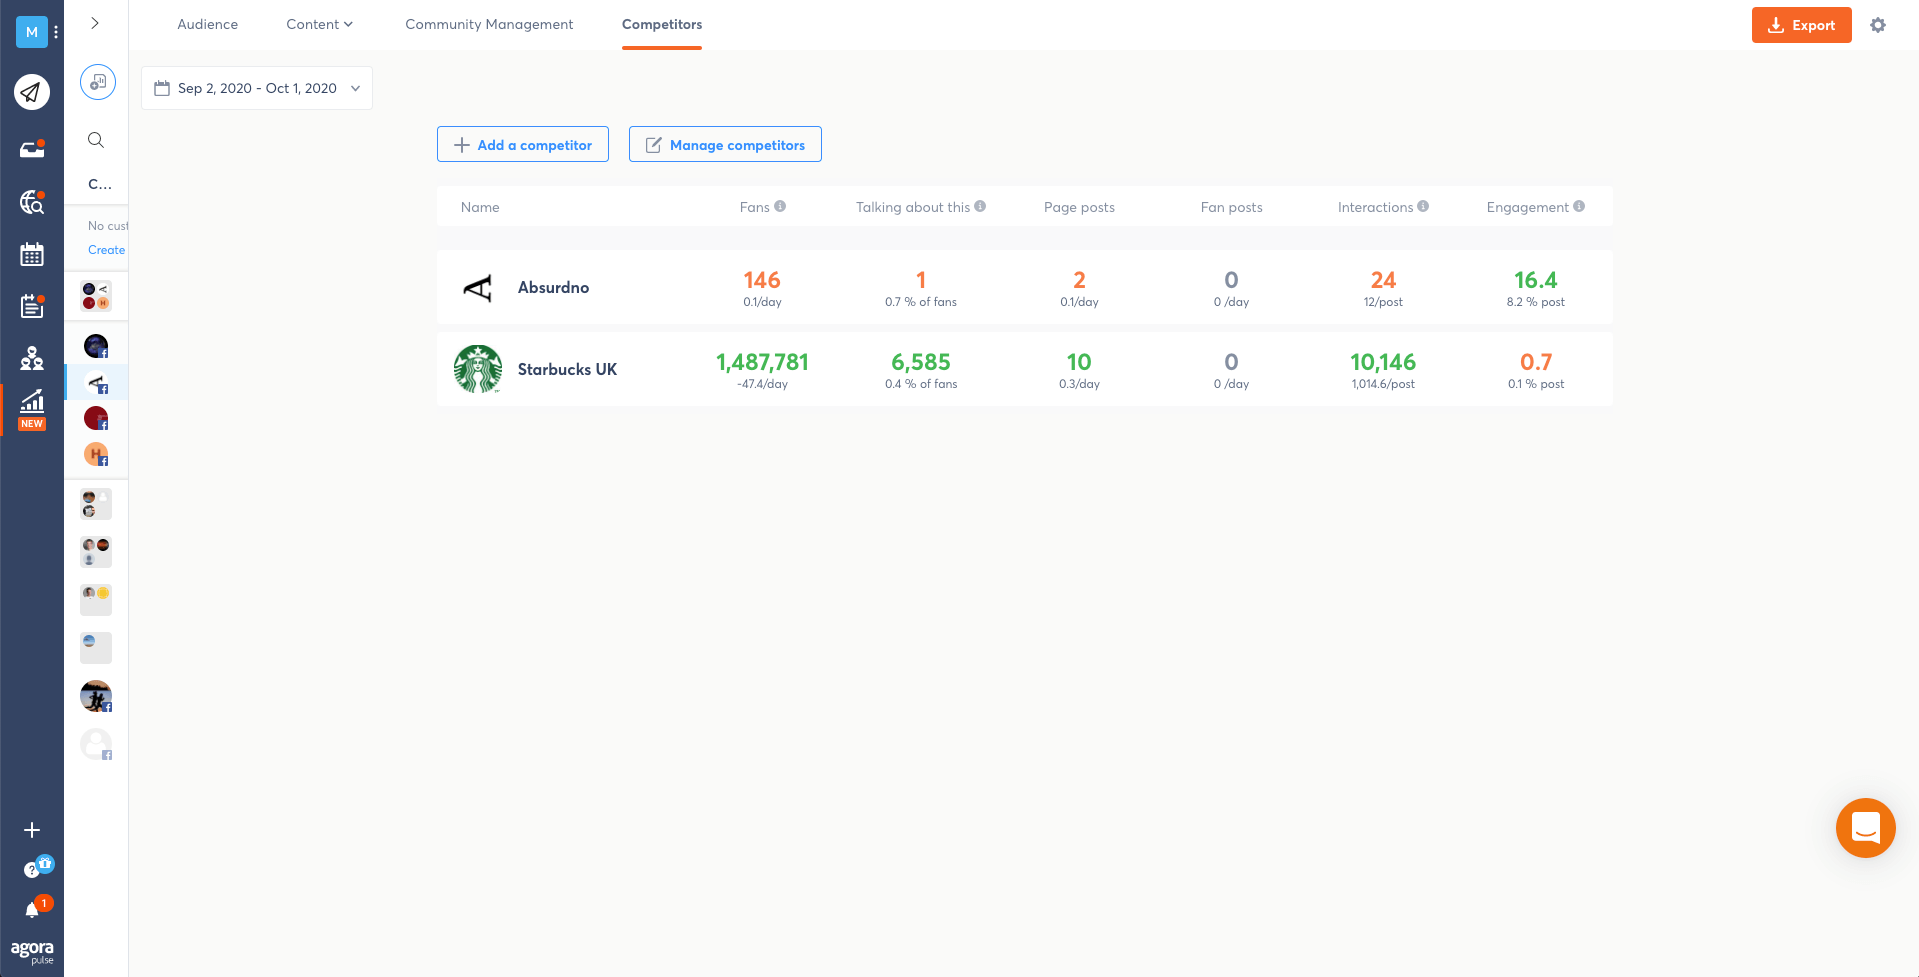 M
Audience Content Community Management Competitors Export
Sep 2, 2020 - Oct 1, 2020
Add a competitor Manage competitors
C...
No cust
Create
Name Fans Talking about this Page posts Fan posts Interactions Engagement
Absurdno 146 1 2 0 24 16.4
0.1/day 0.7 % of fans 0.1/day 0 /day 12/post 8.2 % post
Starbucks UK 1,487,781 6,585 10 0 10,146 0.7
-47.4/day 0.4 % of fans 0.3/day 0 /day 1,014.6/post 0.1 % post
NEW
H
H
?
1
agora
pulse